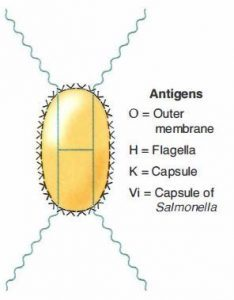 Antigens
O = Outer
membrane
H = Flagella
K = Capsule
Vi = Capsule of
Salmonella